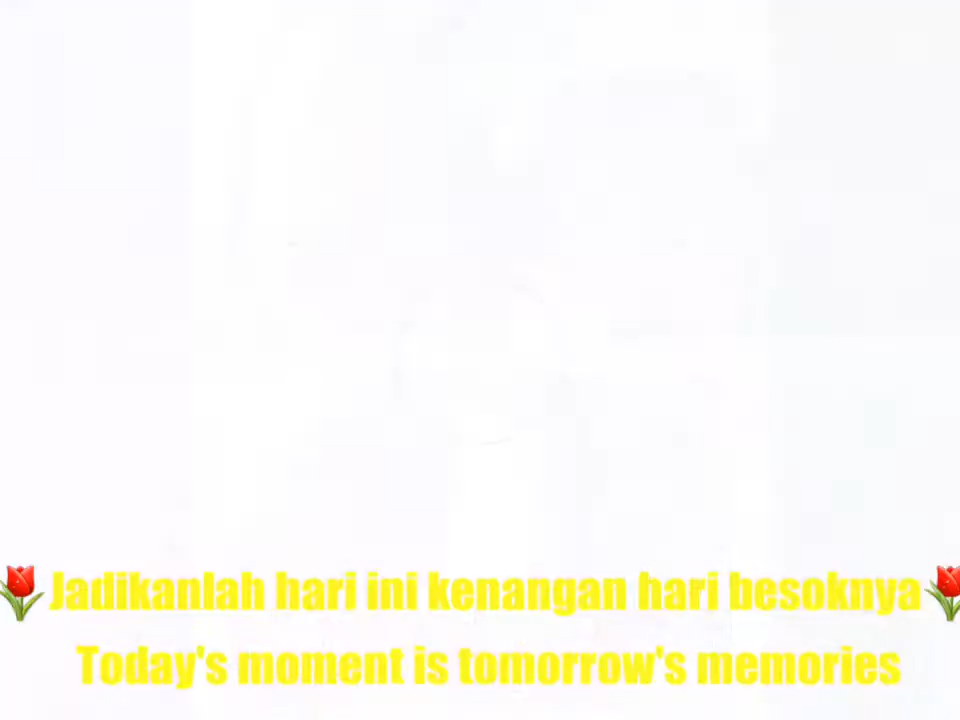 🌷Jadikanlah hari ini kenangan hari besoknya🌷
Today's moment is tomorrow's memories